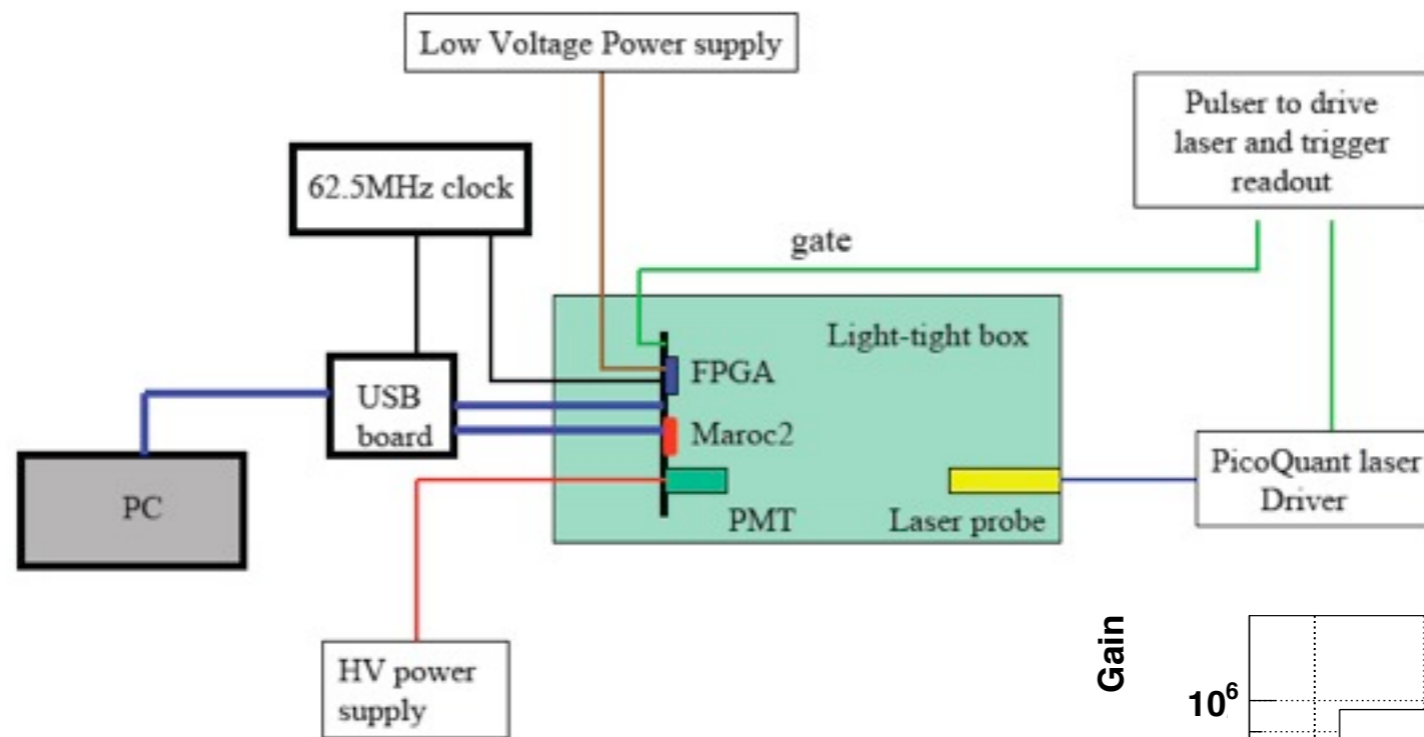 Low Voltage Power supply
Pulser to drive
laser and trigger
readout
62.5MHz clock
gate
Light-tight box
FPGA
USB
board
Maroc2
PC
PMT
Laser probe
PicoQuant laser
Driver
HV power
supply
Gain
10⁶